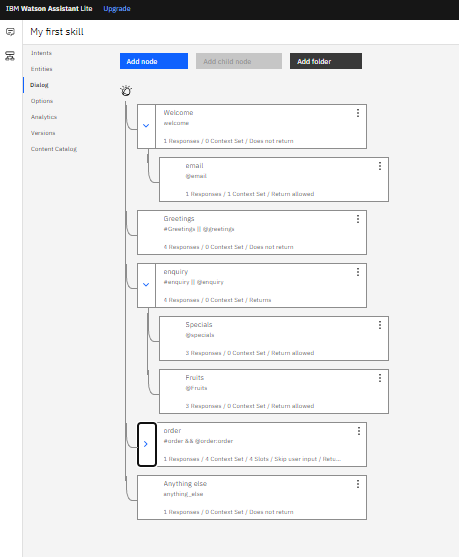 IBM Watson Assistant Lite Upgrade
My first skill
Intents
Entities
Dialog
Options
Analytics
Versions
Content Catalog
Add node Add child node Add folder
Welcome
welcome
1 Responses / 0 Context Set / Does not return
email
@email
1 Responses / 1 Context Set / Return allowed
Greetings
#Greetings || @greetings
4 Responses / 0 Context Set / Does not return
enquiry
#enquiry || @enquiry
4 Responses / 0 Context Set / Returns
Specials
@specials
3 Responses / 0 Context Set / Return allowed
Fruits
@Fruits
3 Responses / 0 Context Set / Return allowed
order
#order && @order:order
1 Responses / 4 Context Set / 4 Slots / Skip user input / Retu...
Anything else
anything_else
1 Responses / 0 Context Set / Does not return